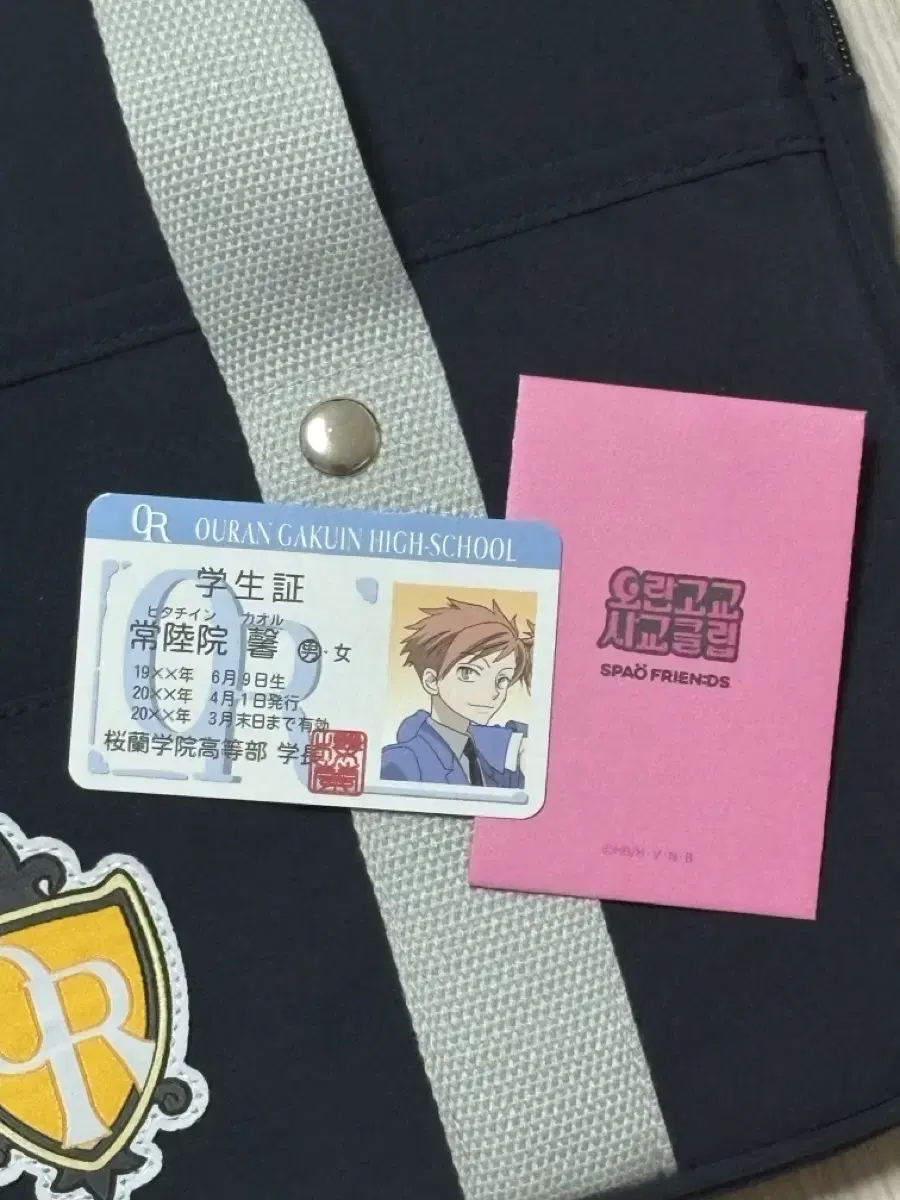 OR OURAN GAKUIN HIGH-SCHOOL
学生証
ヒタチイン カオル
常陸院 馨 男・女
19××年 6月9日生
20××年 4月1日発行
20××年 3月末日まで有効
桜蘭学院高等部 学長
오란고교
사교클럽
SPAÖ FRIENDS
©HB/H・V・N・B
OR